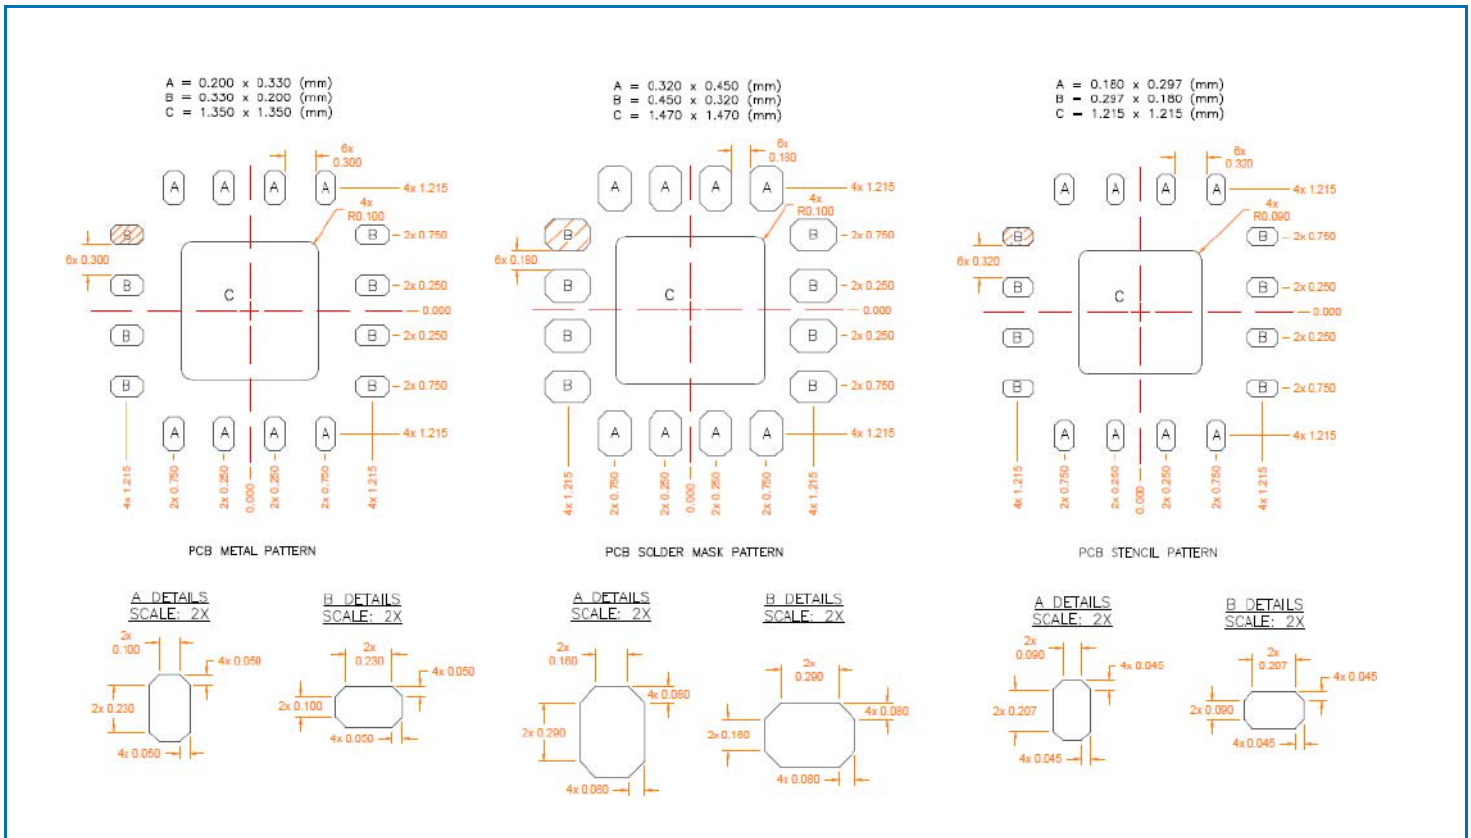 A = 0.200 x 0.330 (mm)
B = 0.330 x 0.200 (mm)
C = 1.350 x 1.350 (mm)
6x
0.300
A
A
A
A
4x 1.215
4x
R0.100
B
B
2x 0.750
6x 0.300
B
C
B
2x 0.250
0.000
B
B
2x 0.250
B
B
2x 0.750
A
A
A
A
4x 1.215
4x 1.215
2x 0.750
2x 0.250
0.000
2x 0.250
2x 0.750
4x 1.215
PCB METAL PATTERN
A = 0.320 x 0.450 (mm)
B = 0.450 x 0.320 (mm)
C = 1.470 x 1.470 (mm)
6x
0.180
A
A
A
A
4x 1.215
4x
R0.100
B
B
2x 0.750
6x 0.180
B
C
B
2x 0.250
0.000
B
B
2x 0.250
B
B
2x 0.750
A
A
A
A
4x 1.215
4x 1.215
2x 0.750
2x 0.250
0.000
2x 0.250
2x 0.750
4x 1.215
PCB SOLDER MASK PATTERN
A = 0.180 x 0.297 (mm)
B = 0.297 x 0.180 (mm)
C = 1.215 x 1.215 (mm)
6x
0.320
A
A
A
A
4x 1.215
4x
R0.090
B
B
2x 0.750
6x 0.320
B
C
B
2x 0.250
0.000
B
B
2x 0.250
B
B
2x 0.750
A
A
A
A
4x 1.215
4x 1.215
2x 0.750
2x 0.250
0.000
2x 0.250
2x 0.750
4x 1.215
PCB STENCIL PATTERN
A DETAILS
SCALE: 2X
2x
0.100
4x 0.050
2x 0.230
4x 0.050
B DETAILS
SCALE: 2X
2x
0.230
4x 0.050
2x 0.100
4x 0.050
A DETAILS
SCALE: 2X
2x
0.160
4x 0.080
2x 0.290
4x 0.080
B DETAILS
SCALE: 2X
2x
0.290
4x 0.080
2x 0.160
4x 0.080
A DETAILS
SCALE: 2X
2x
0.090
4x 0.045
2x 0.207
4x 0.045
B DETAILS
SCALE: 2X
2x
0.207
4x 0.045
2x 0.090
4x 0.045